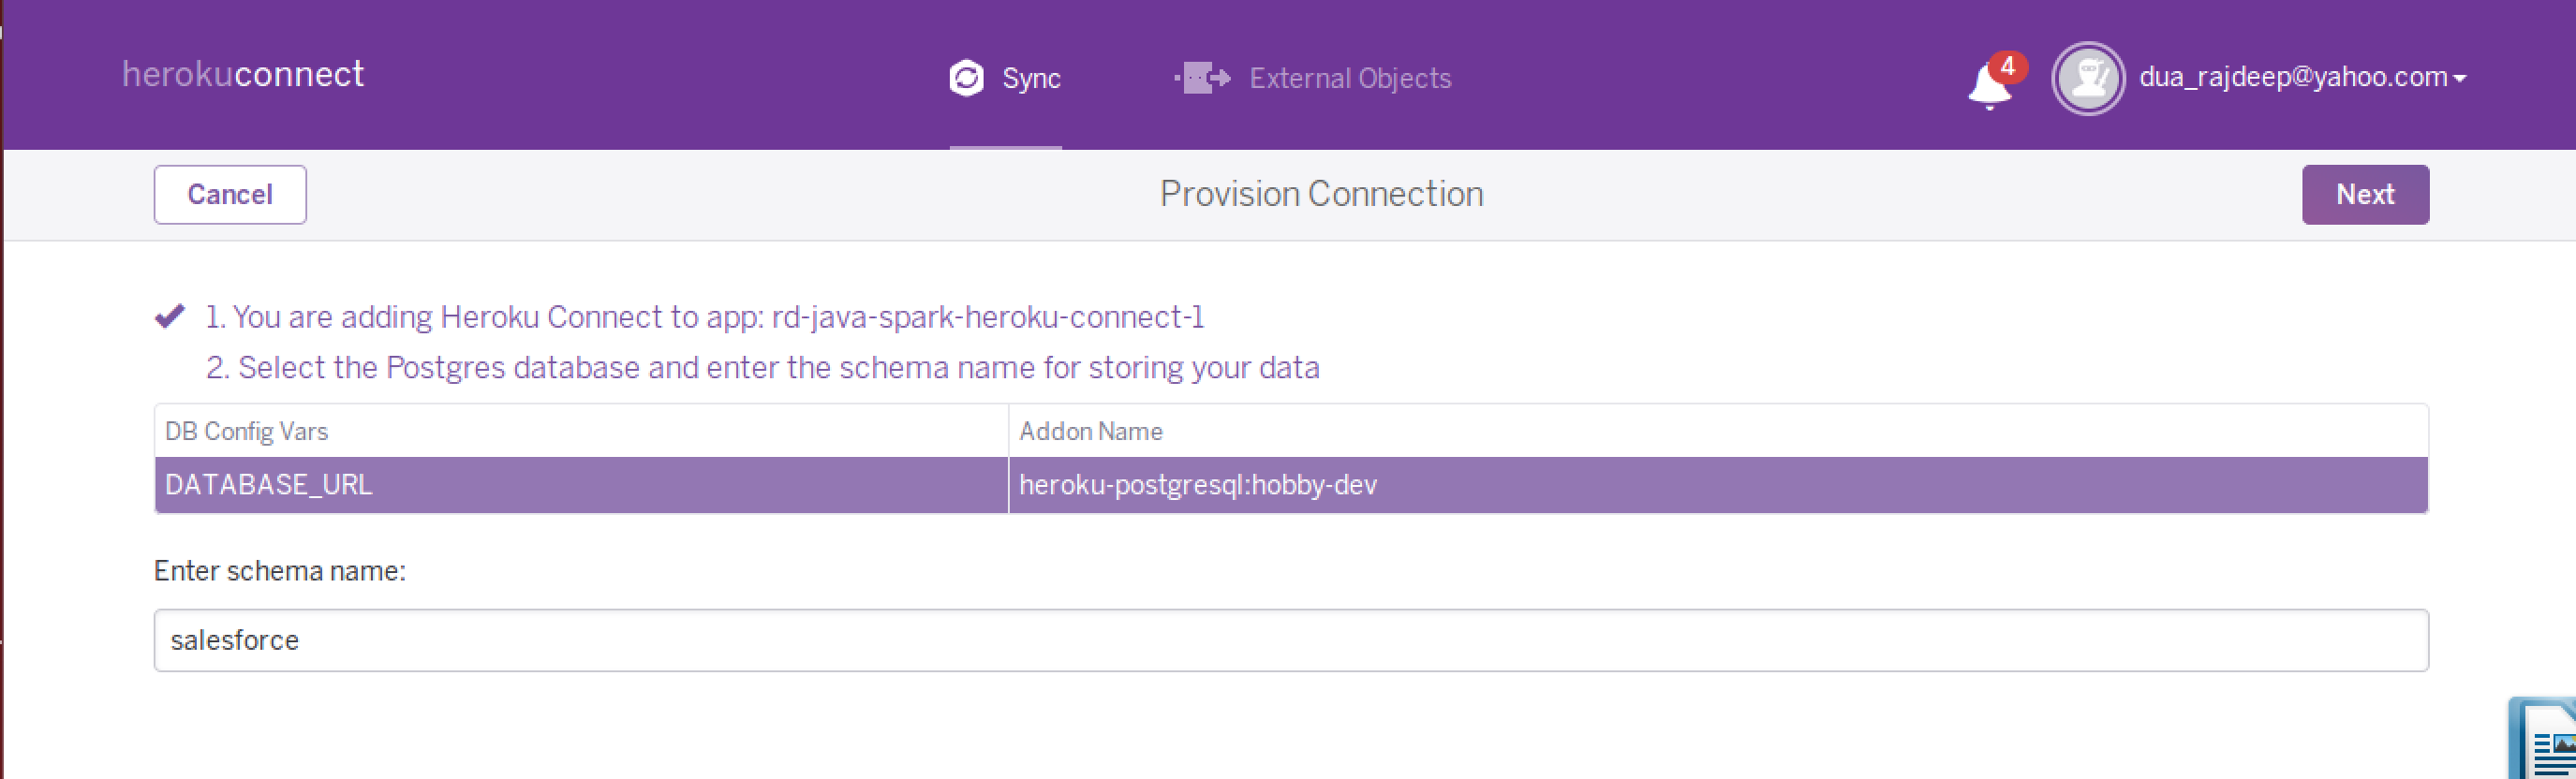 herokuconnect
Sync
External Objects
4
dua_rajdeep@yahoo.com
Cancel
Provision Connection
Next
1. You are adding Heroku Connect to app: rd-java-spark-heroku-connect-1
2. Select the Postgres database and enter the schema name for storing your data
DB Config Vars
Addon Name
DATABASE_URL
heroku-postgresql:hobby-dev
Enter schema name:
salesforce